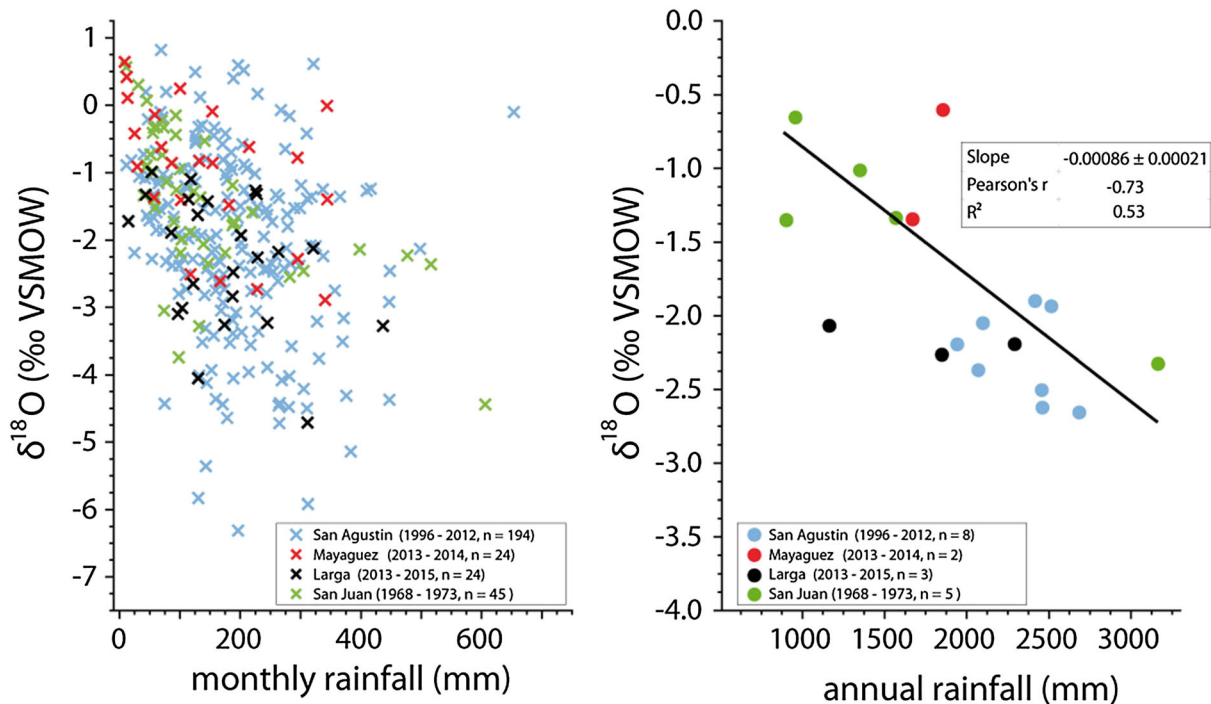 1
0
-1
-2
-3
-4
-5
-6
-7
δ¹⁸O (‰ VSMOW)
San Agustin (1996 - 2012, n = 194)
Mayaguez (2013 - 2014, n = 24)
Larga (2013 - 2015, n = 24)
San Juan (1968 - 1973, n = 45 )
0 200 400 600
monthly rainfall (mm)
0.0
-0.5
-1.0
-1.5
-2.0
-2.5
-3.0
-3.5
-4.0
δ¹⁸O (‰ VSMOW)
Slope -0.00086 ± 0.00021
Pearson's r -0.73
R² 0.53
San Agustin (1996 - 2012, n = 8)
Mayaguez (2013 - 2014, n = 2)
Larga (2013 - 2015, n = 3)
San Juan (1968 - 1973, n = 5 )
1000 1500 2000 2500 3000
annual rainfall (mm)